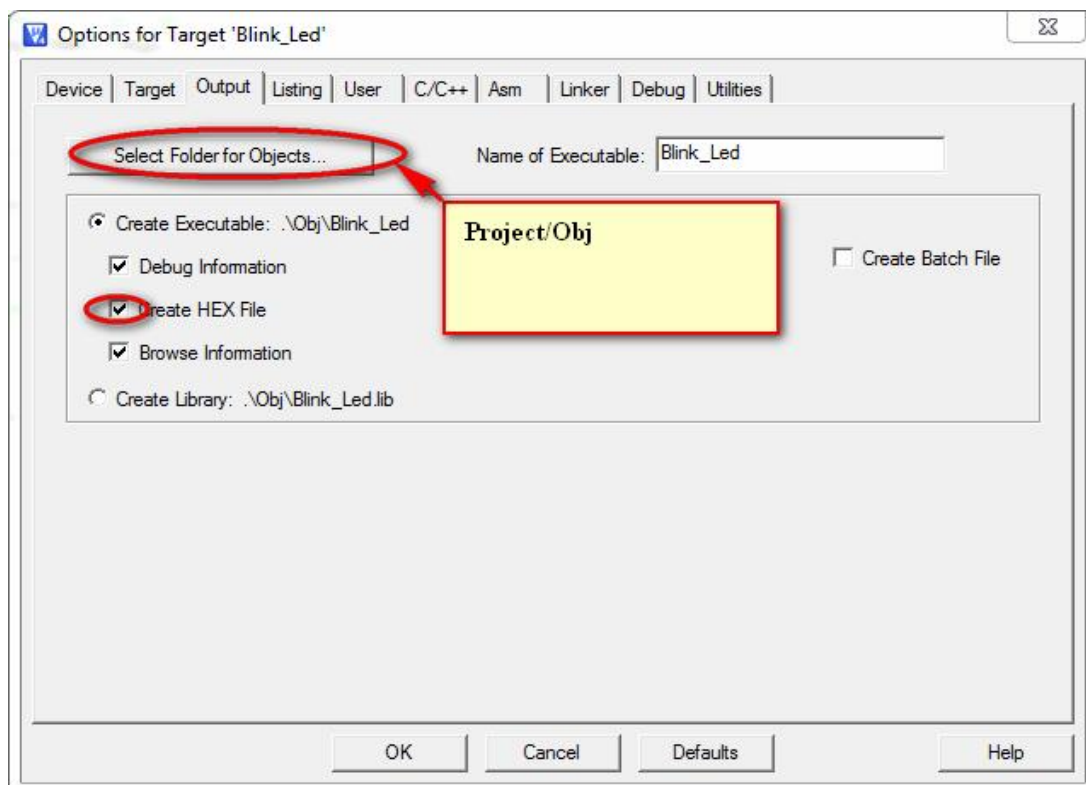 Options for Target 'Blink_Led'
Device Target Output Listing User C/C++ Asm Linker Debug Utilities
Select Folder for Objects... Name of Executable: Blink_Led
Create Executable: .\Obj\Blink_Led
Project/Obj
Debug Information
Create Batch File
Create HEX File
Browse Information
Create Library: .\Obj\Blink_Led.lib
OK Cancel Defaults Help